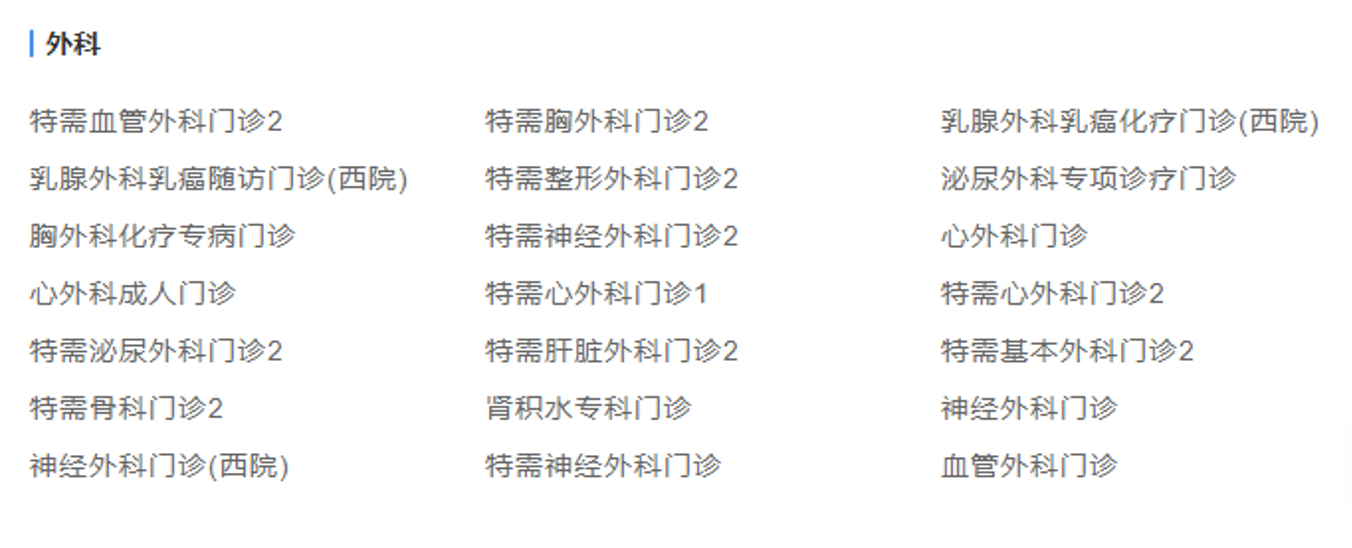 外科
特需血管外科门诊2
特需胸外科门诊2
乳腺外科乳癌化疗门诊(西院)
乳腺外科乳癌随访门诊(西院)
特需整形外科门诊2
泌尿外科专项诊疗门诊
胸外科化疗专病门诊
特需神经外科门诊2
心外科门诊
心外科成人门诊
特需心外科门诊1
特需心外科门诊2
特需泌尿外科门诊2
特需肝脏外科门诊2
特需基本外科门诊2
特需骨科门诊2
肾积水专科门诊
神经外科门诊
神经外科门诊(西院)
特需神经外科门诊
血管外科门诊